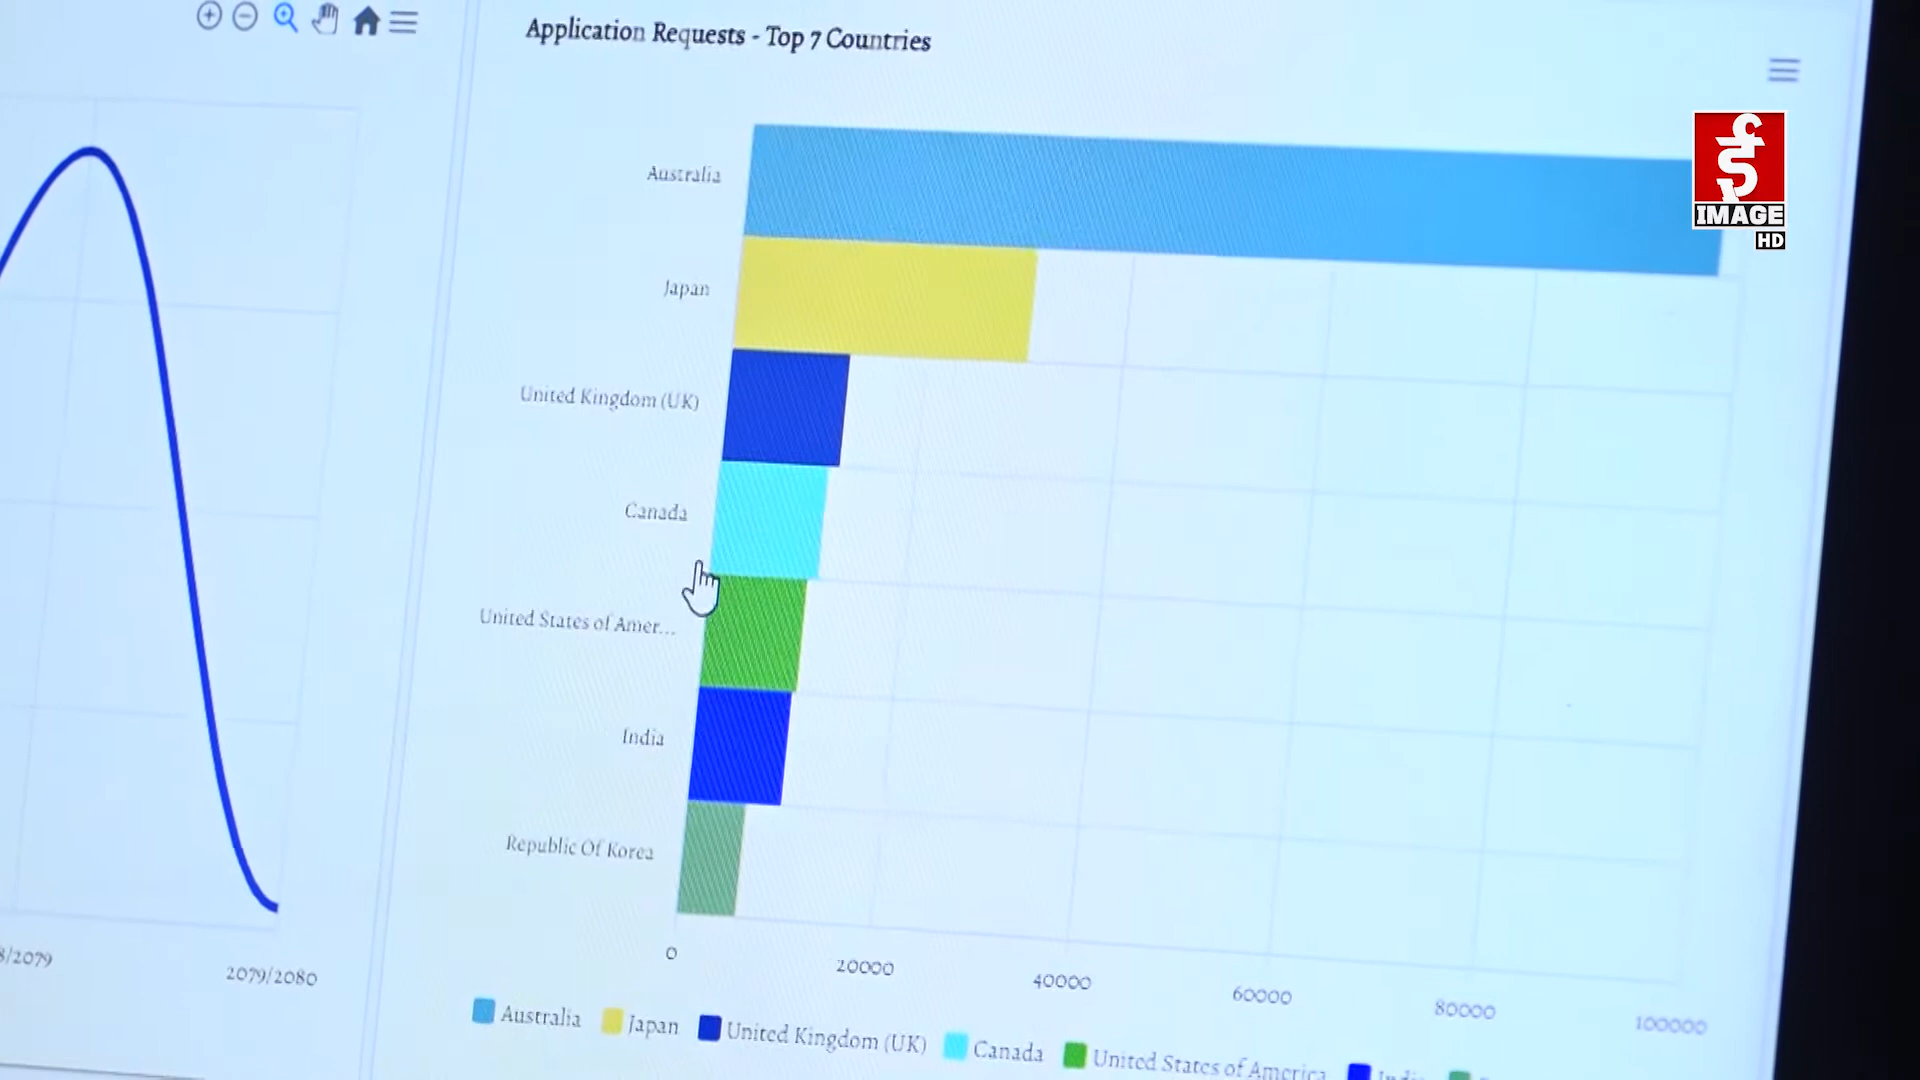 Application Requests - Top 7 Countries
IMAGE
HD
Australia
Japan
United Kingdom (UK)
Canada
United States of Amer...
India
Republic Of Korea
0 20000 40000 60000 80000 100000
/2079 2079/2080
Australia Japan United Kingdom (UK) Canada United States of America